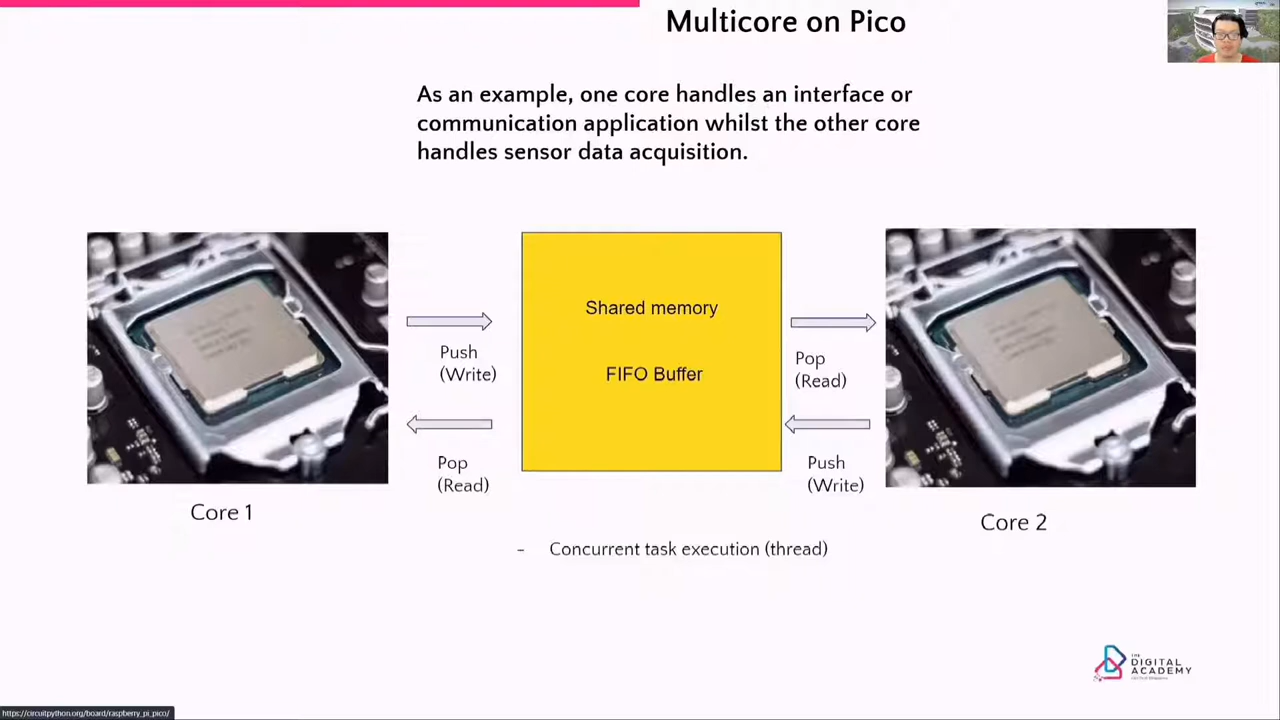 Multicore on Pico
As an example, one core handles an interface or
communication application whilst the other core
handles sensor data acquisition.
Shared memory
FIFO Buffer
Push
(Write)
Pop
(Read)
Pop
(Read)
Push
(Write)
Core 1
Core 2
- Concurrent task execution (thread)
THE
DIGITAL
ACADEMY
https://circuitpython.org/board/raspberry_pi_pico/